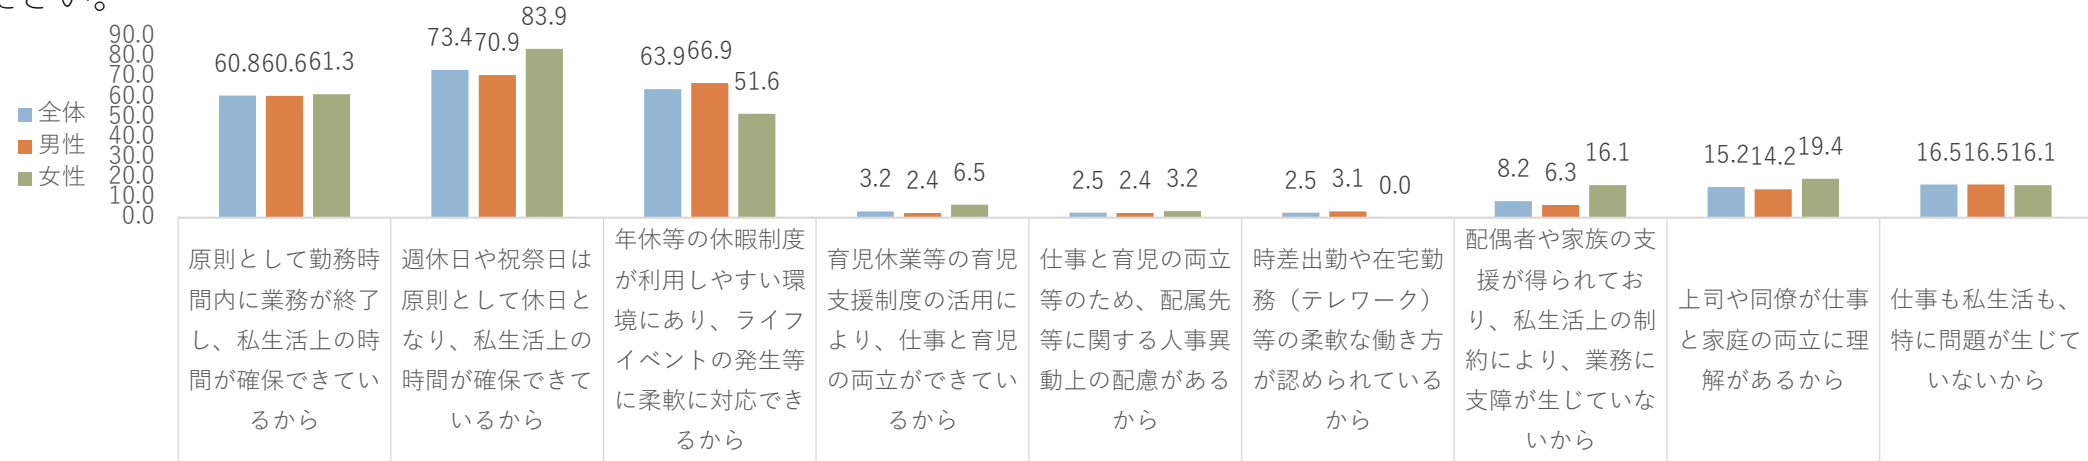 ださい。
90.0
80.0
70.0
60.0
50.0
40.0
30.0
20.0
10.0
0.0
全体
男性
女性
60.8 60.6 61.3
73.4 70.9 83.9
63.9 66.9 51.6
3.2 2.4 6.5
2.5 2.4 3.2
2.5 3.1 0.0
8.2 6.3 16.1
15.2 14.2 19.4
16.5 16.5 16.1
原則として勤務時
間内に業務が終了
し、私生活上の時
間が確保できてい
るから
週休日や祝祭日は
原則として休日と
なり、私生活上の
時間が確保できて
いるから
年休等の休暇制度
が利用しやすい環
境にあり、ライフ
イベントの発生等
に柔軟に対応でき
るから
育児休業等の育児
支援制度の活用に
より、仕事と育児
の両立ができてい
るから
仕事と育児の両立
等のため、配属先
等に関する人事異
動上の配慮がある
から
時差出勤や在宅勤
務（テレワーク）
等の柔軟な働き方
が認められている
から
配偶者や家族の支
援が得られてお
り、私生活上の制
約により、業務に
支障が生じていな
いから
上司や同僚が仕事
と家庭の両立に理
解があるから
仕事も私生活も、
特に問題が生じて
いないから